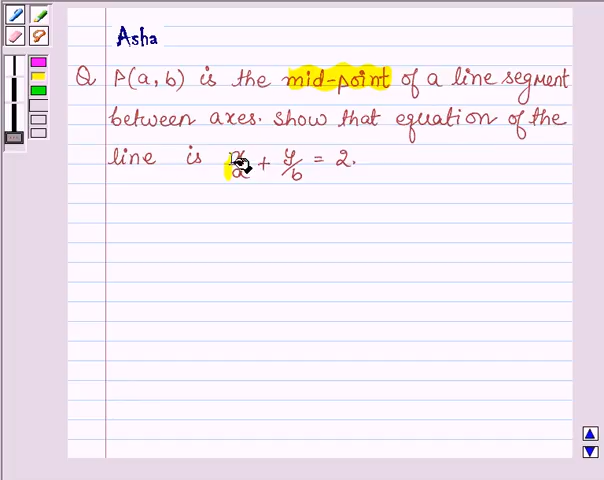 Asha
Q P(a, b) is the mid-point of a line segment
between axes. Show that equation of the
line is x/a + y/b = 2.